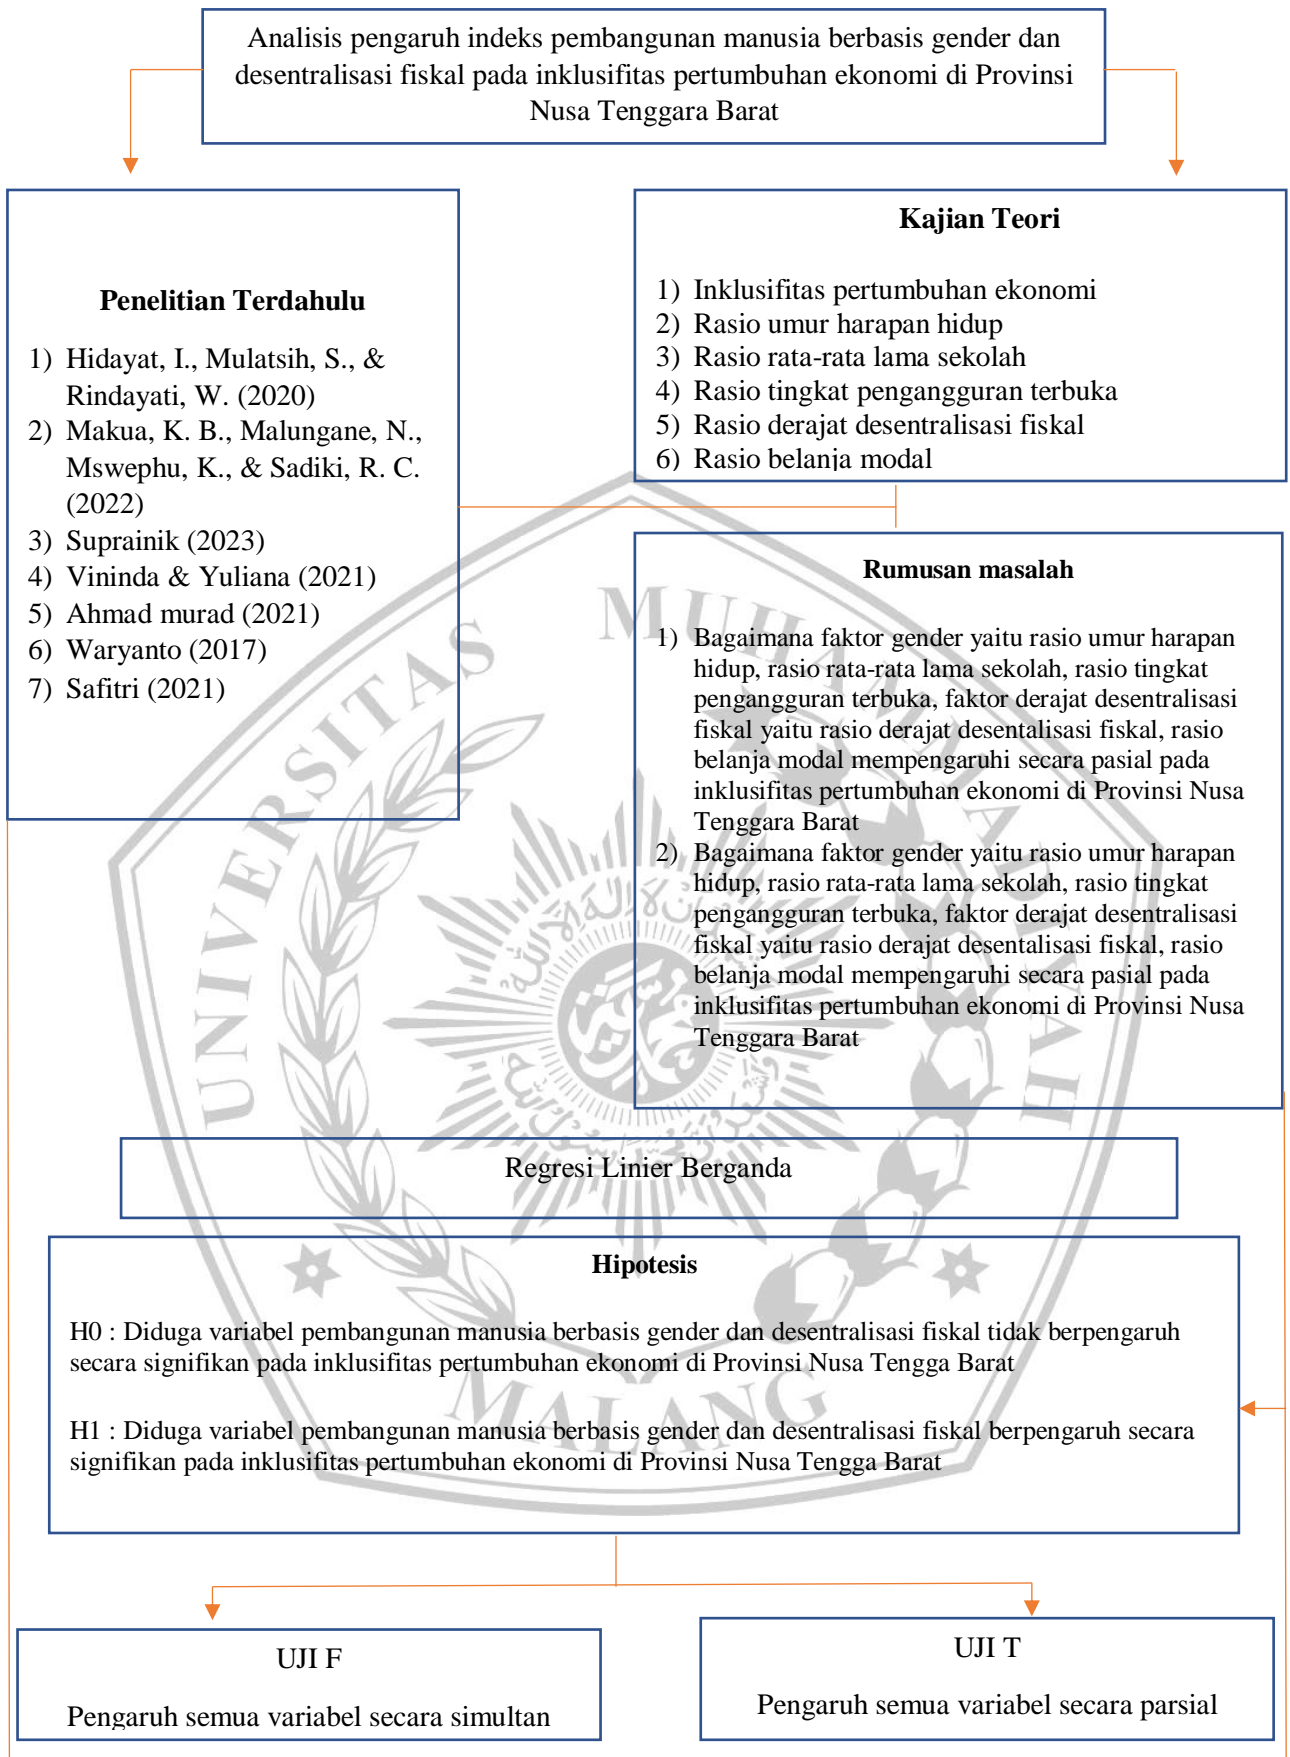 Analisis pengaruh indeks pembangunan manusia berbasis gender dan
desentralisasi fiskal pada inklusifitas pertumbuhan ekonomi di Provinsi
Nusa Tenggara Barat
Penelitian Terdahulu
1) Hidayat, I., Mulatsih, S., &
Rindayati, W. (2020)
2) Makua, K. B., Malungane, N.,
Mswephu, K., & Sadiki, R. C.
(2022)
3) Suprainik (2023)
4) Vininda & Yuliana (2021)
5) Ahmad murad (2021)
6) Waryanto (2017)
7) Safitri (2021)
Kajian Teori
1) Inklusifitas pertumbuhan ekonomi
2) Rasio umur harapan hidup
3) Rasio rata-rata lama sekolah
4) Rasio tingkat pengangguran terbuka
5) Rasio derajat desentralisasi fiskal
6) Rasio belanja modal
Rumusan masalah
1) Bagaimana faktor gender yaitu rasio umur harapan
hidup, rasio rata-rata lama sekolah, rasio tingkat
pengangguran terbuka, faktor derajat desentralisasi
fiskal yaitu rasio derajat desentalisasi fiskal, rasio
belanja modal mempengaruhi secara pasial pada
inklusifitas pertumbuhan ekonomi di Provinsi Nusa
Tenggara Barat
2) Bagaimana faktor gender yaitu rasio umur harapan
hidup, rasio rata-rata lama sekolah, rasio tingkat
pengangguran terbuka, faktor derajat desentralisasi
fiskal yaitu rasio derajat desentalisasi fiskal, rasio
belanja modal mempengaruhi secara pasial pada
inklusifitas pertumbuhan ekonomi di Provinsi Nusa
Tenggara Barat
Regresi Linier Berganda
Hipotesis
H0 : Diduga variabel pembangunan manusia berbasis gender dan desentralisasi fiskal tidak berpengaruh
secara signifikan pada inklusifitas pertumbuhan ekonomi di Provinsi Nusa Tengga Barat
H1 : Diduga variabel pembangunan manusia berbasis gender dan desentralisasi fiskal berpengaruh secara
signifikan pada inklusifitas pertumbuhan ekonomi di Provinsi Nusa Tengga Barat
UJI F
Pengaruh semua variabel secara simultan
UJI T
Pengaruh semua variabel secara parsial
UNIVERSITAS MUHAMMADIYAH
MALANG